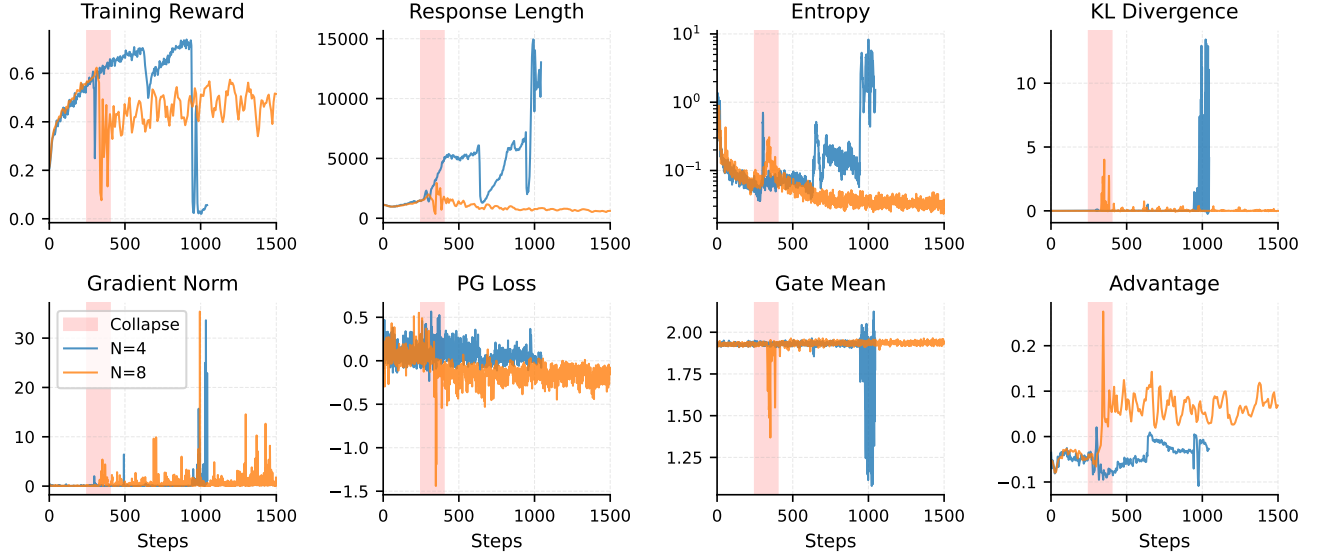 Training Reward
0.6
0.4
0.2
0.0
0 500 1000 1500
Response Length
15000
10000
5000
0
0 500 1000 1500
Entropy
10¹
10⁰
10⁻¹
0 500 1000 1500
KL Divergence
10
5
0
0 500 1000 1500
Gradient Norm
30
20
10
0
Collapse
N=4
N=8
0 500 1000 1500
Steps
PG Loss
0.5
0.0
−0.5
−1.0
−1.5
0 500 1000 1500
Steps
Gate Mean
2.00
1.75
1.50
1.25
0 500 1000 1500
Steps
Advantage
0.2
0.1
0.0
−0.1
0 500 1000 1500
Steps